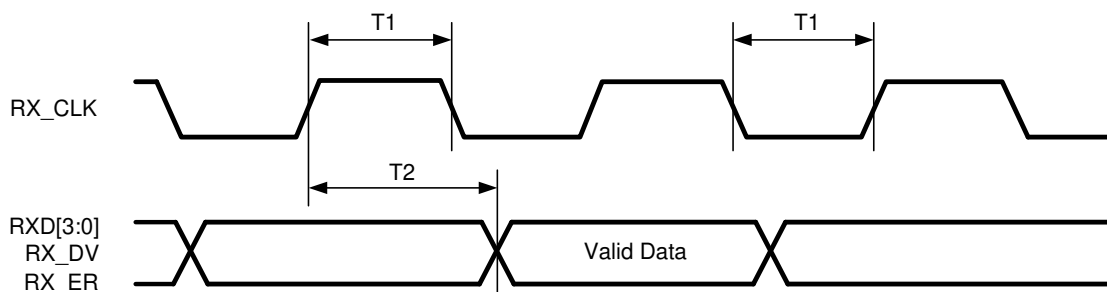 T1
T1
RX_CLK
T2
RXD[3:0]
RX_DV
Valid Data
RX_ER